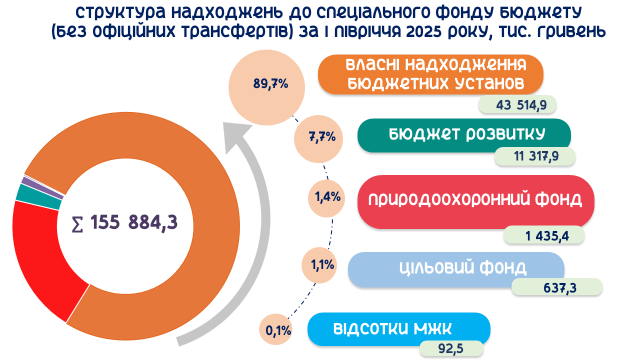 СТРУКТУРА НАДХОДЖЕНЬ ДО СПЕЦІАЛЬНОГО ФОНДУ БЮДЖЕТУ
(БЕЗ ОФІЦІЙНИХ ТРАНСФЕРТІВ) ЗА І ПІВРІЧЧЯ 2025 РОКУ, ТИС. ГРИВЕНЬ
89,7%
ВЛАСНІ НАДХОДЖЕННЯ
БЮДЖЕТНИХ УСТАНОВ
43 514,9
7,7%
БЮДЖЕТ РОЗВИТКУ
11 317,9
1,4%
ПРИРОДООХОРОННИЙ ФОНД
1 435,4
∑ 155 884,3
1,1%
ЦІЛЬОВИЙ ФОНД
637,3
0,1%
ВІДСОТКИ МЖК
92,5